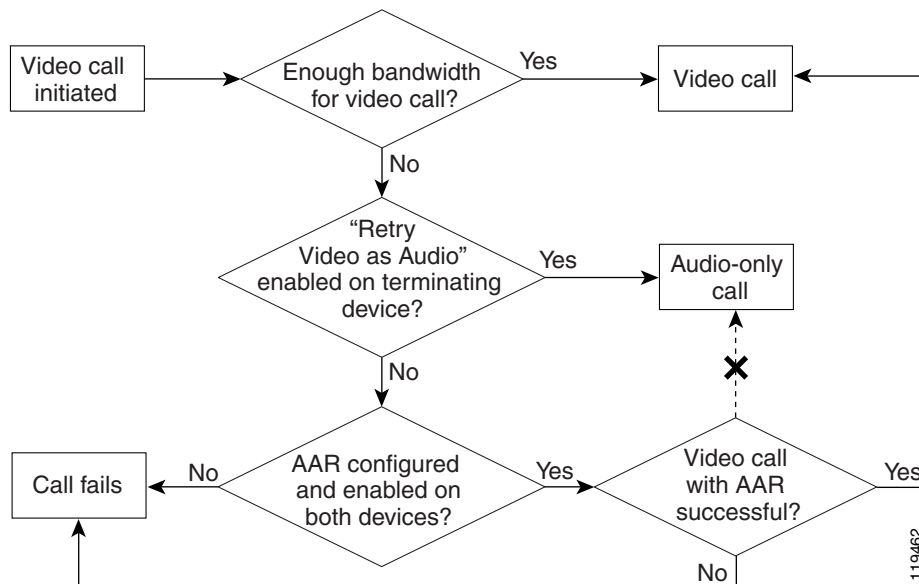 Video call
initiated
Enough bandwidth
for video call?
Yes
Video call
No
“Retry
Video as Audio”
enabled on terminating
device?
Yes
Audio-only
call
No
Call fails
No
AAR configured
and enabled on
both devices?
Yes
Video call
with AAR
successful?
Yes
No
119462